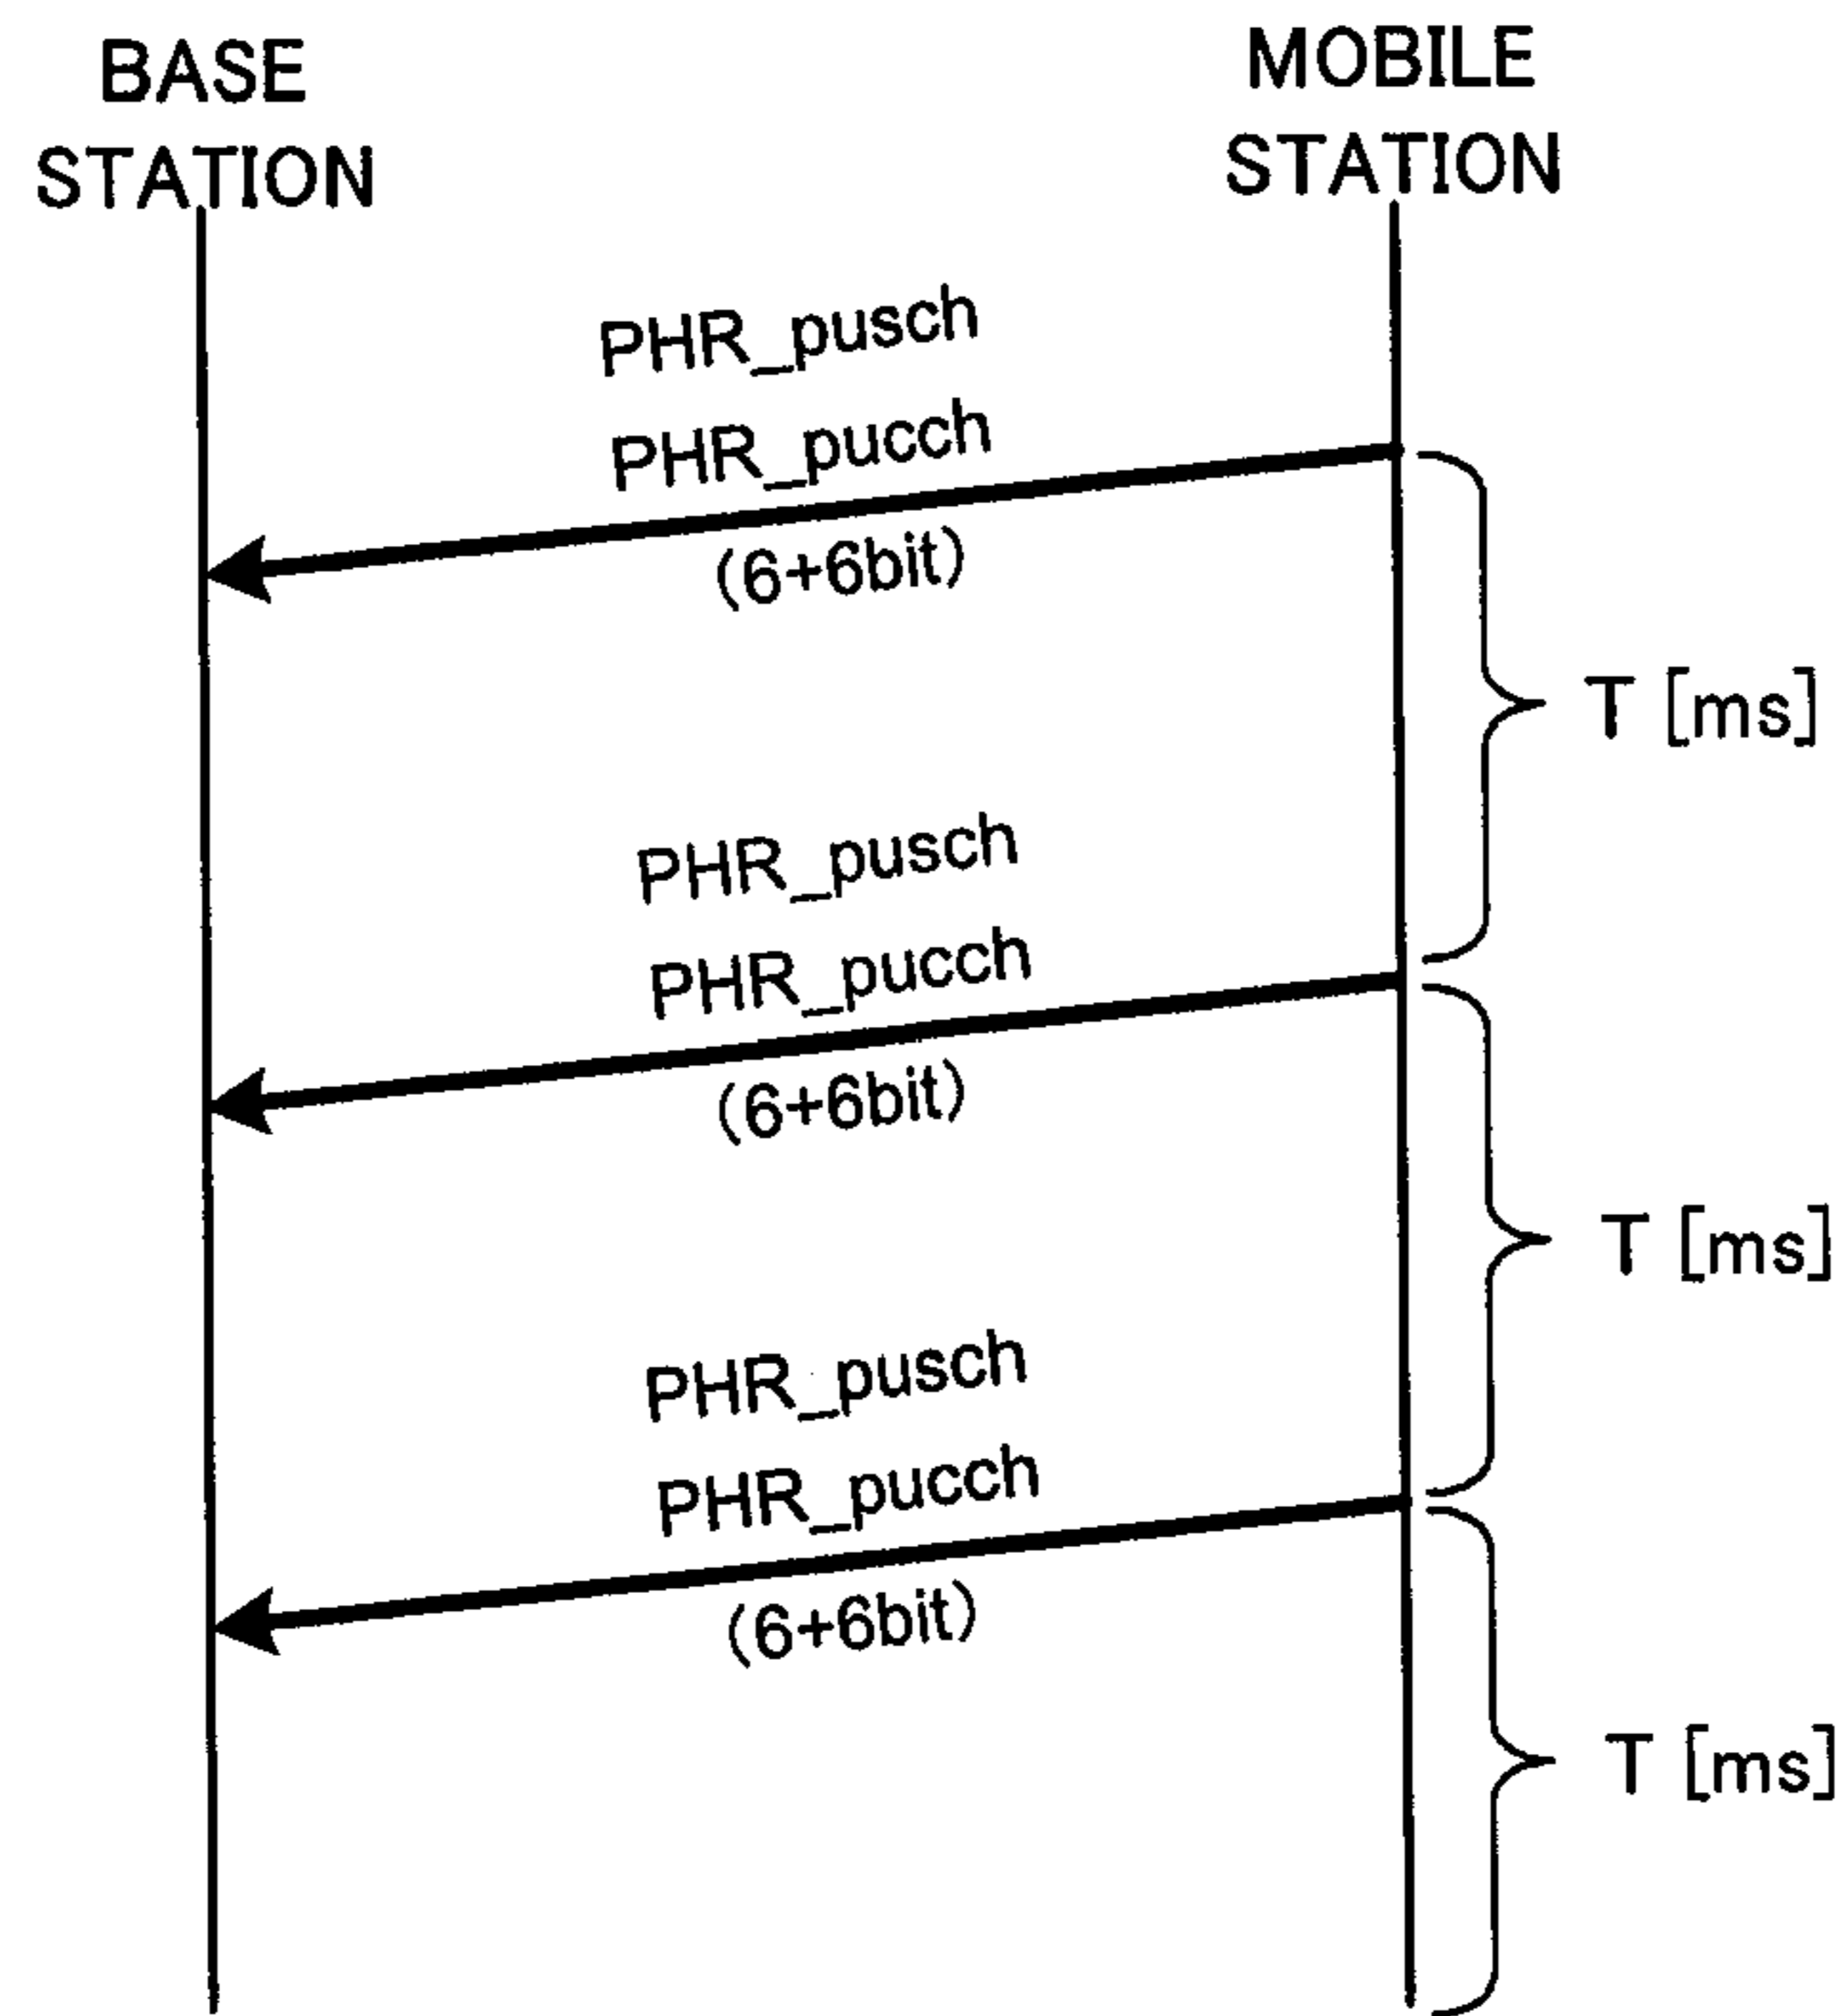 BASE
STATION
MOBILE
STATION
PHR_pusch
PHR_pucch
(6+6bit)
T [ms]
PHR_pusch
PHR_pucch
(6+6bit)
T [ms]
PHR_pusch
PHR_pucch
(6+6bit)
T [ms]